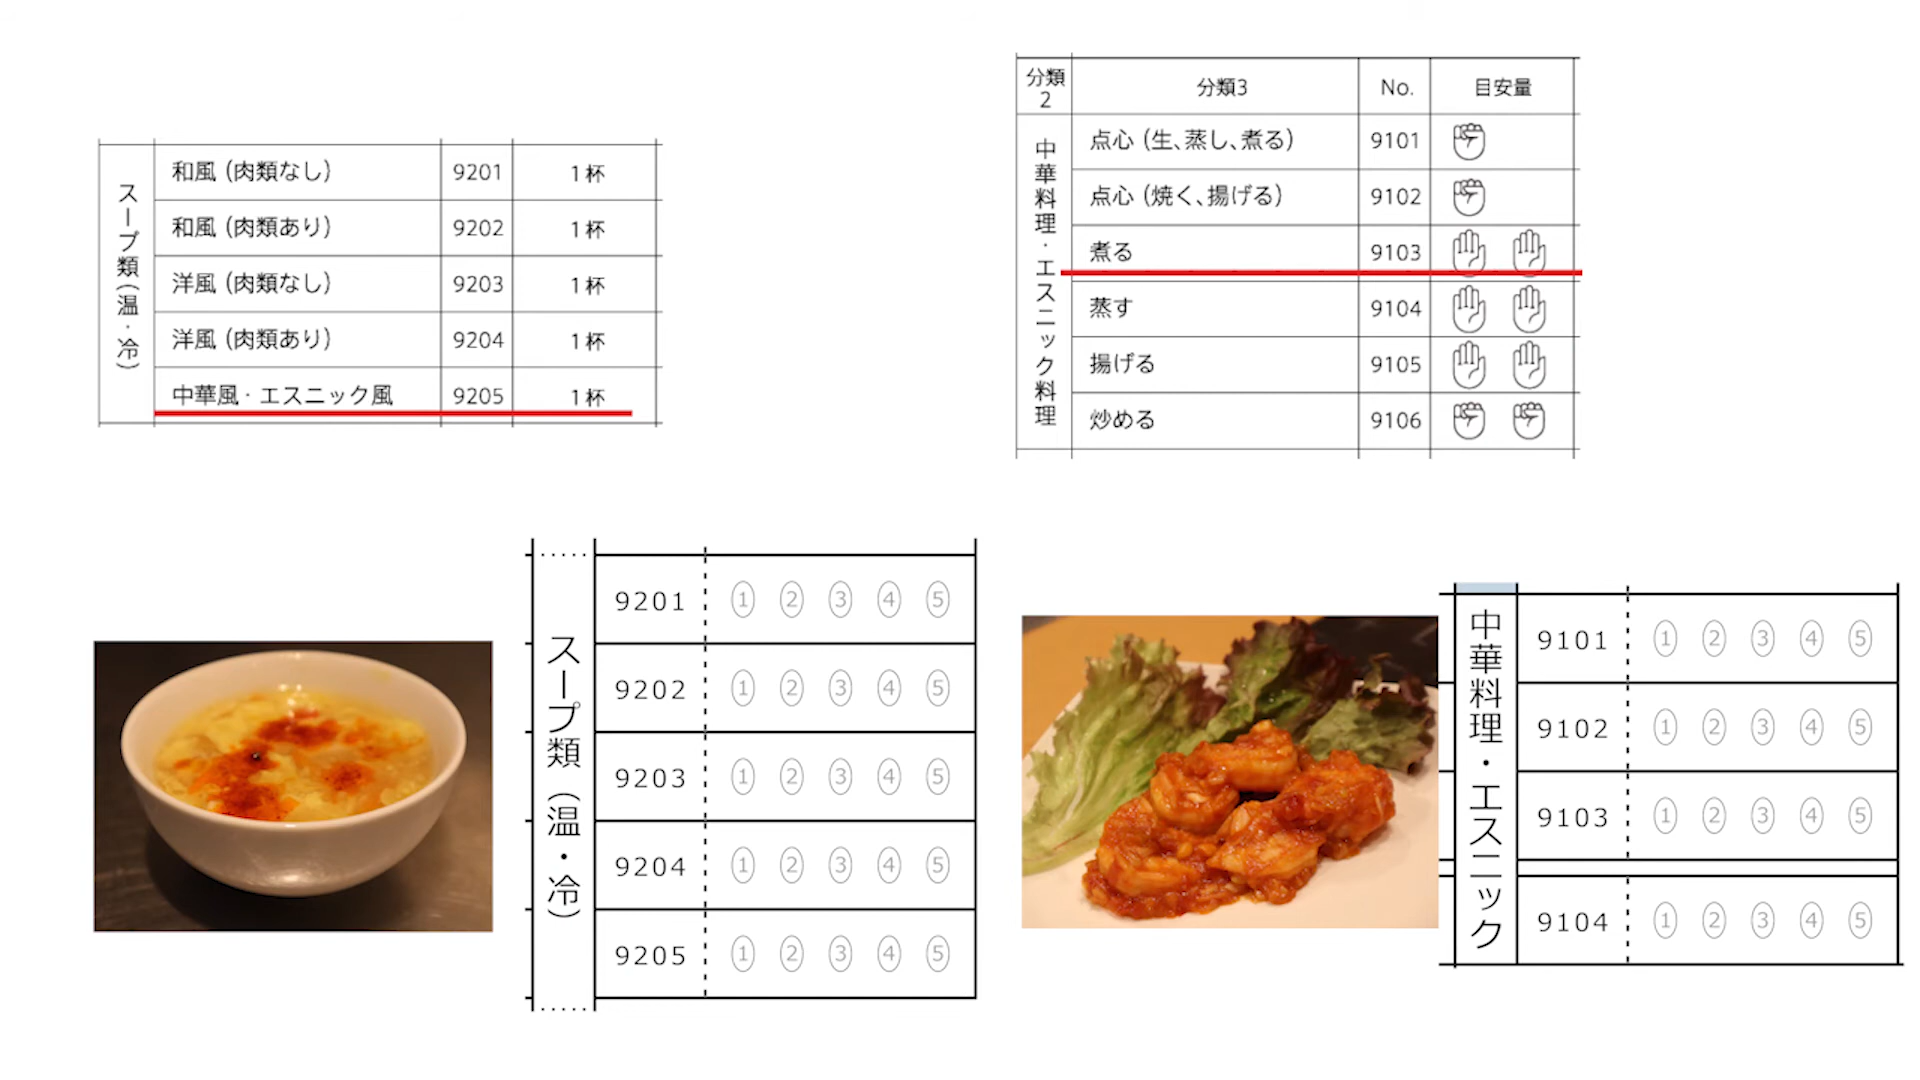 スープ類(温・冷)
和風(肉類なし) 9201 1杯
和風(肉類あり) 9202 1杯
洋風(肉類なし) 9203 1杯
洋風(肉類あり) 9204 1杯
中華風・エスニック風 9205 1杯
分類2 分類3 No. 目安量
中華料理・エスニック料理
点心(生、蒸し、煮る) 9101
点心(焼く、揚げる) 9102
煮る 9103
蒸す 9104
揚げる 9105
炒める 9106
スープ類(温・冷)
9201 ① ② ③ ④ ⑤
9202 ① ② ③ ④ ⑤
9203 ① ② ③ ④ ⑤
9204 ① ② ③ ④ ⑤
9205 ① ② ③ ④ ⑤
中華料理・エスニック
9101 ① ② ③ ④ ⑤
9102 ① ② ③ ④ ⑤
9103 ① ② ③ ④ ⑤
9104 ① ② ③ ④ ⑤